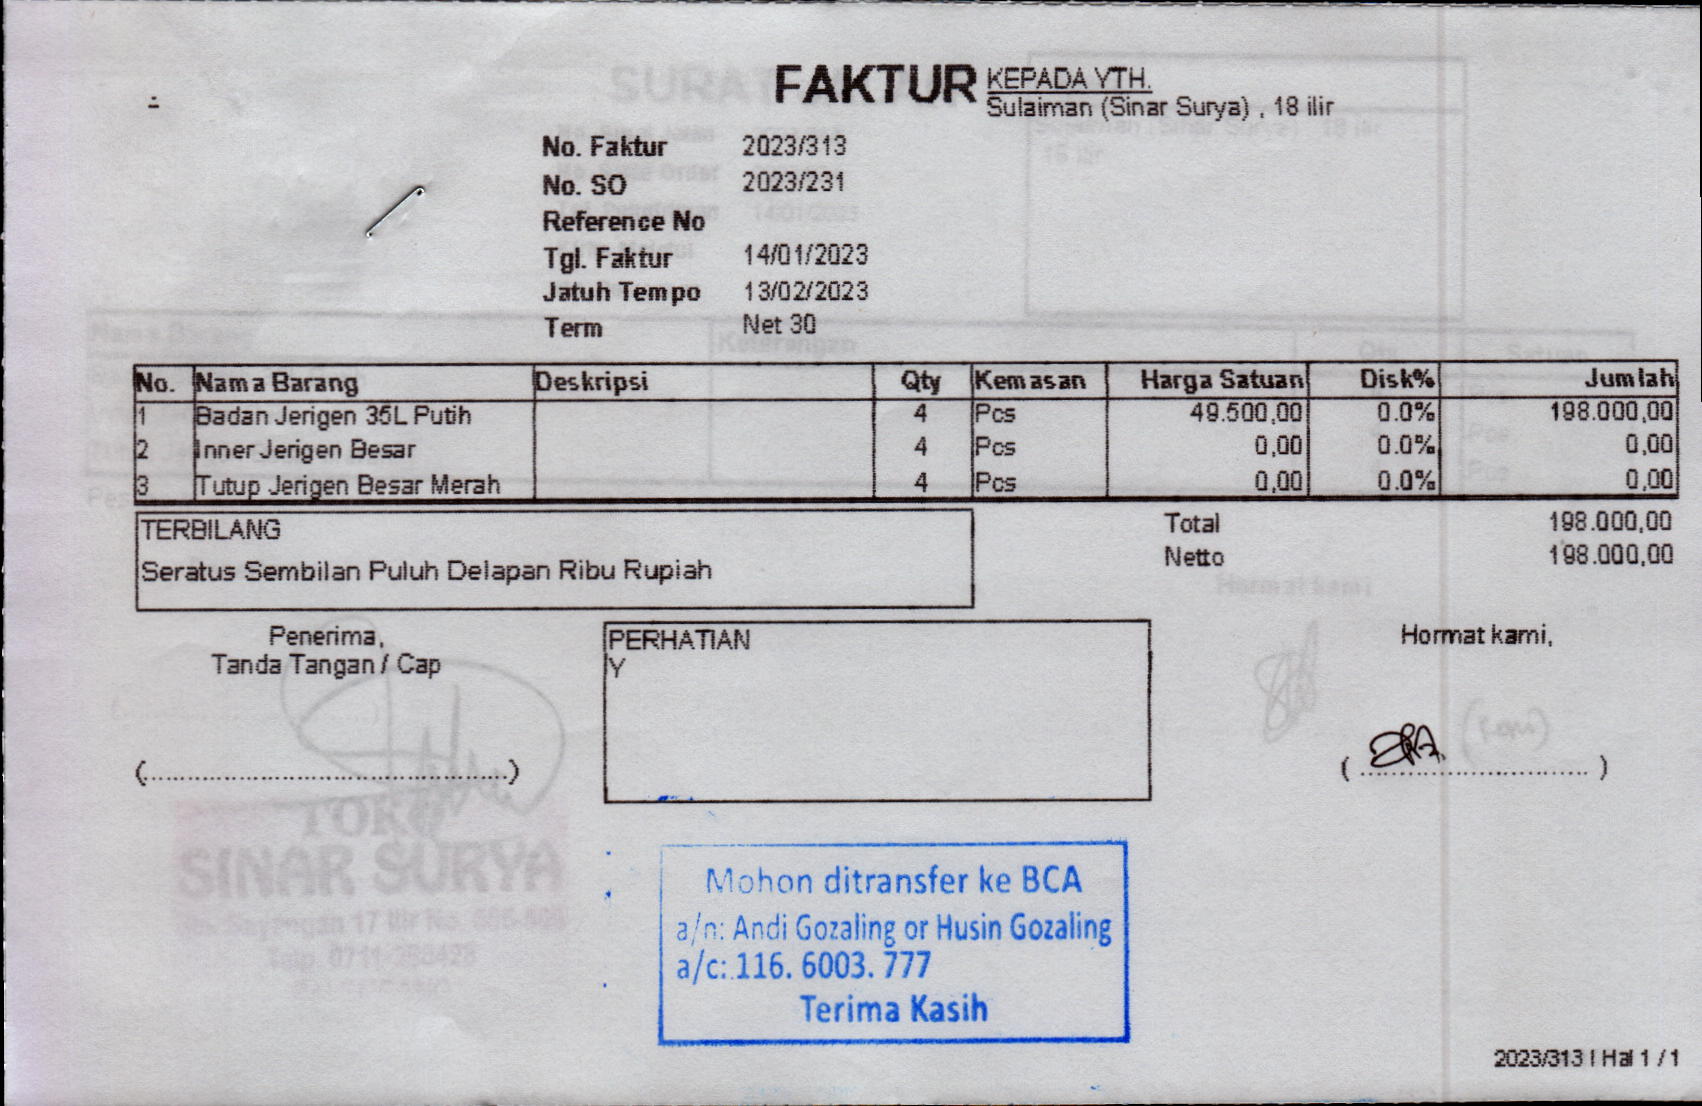 FAKTUR
KEPADA YTH.
Sulaiman (Sinar Surya) , 18 ilir
No. Faktur 2023/313
No. SO 2023/231
Reference No
Tgl. Faktur 14/01/2023
Jatuh Tempo 13/02/2023
Term Net 30
No. Nama Barang Deskripsi Qty Kemasan Harga Satuan Disk% Jumlah
1 Badan Jerigen 35L Putih 4 Pcs 49.500,00 0.0% 198.000,00
2 Inner Jerigen Besar 4 Pcs 0,00 0.0% 0,00
3 Tutup Jerigen Besar Merah 4 Pcs 0,00 0.0% 0,00
TERBILANG
Seratus Sembilan Puluh Delapan Ribu Rupiah
Total 198.000,00
Netto 198.000,00
Penerima,
Tanda Tangan / Cap
(..........................................)
PERHATIAN
Y
Hormat kami,
( .............................. )
TOKO
SINAR SURYA
Mohon ditransfer ke BCA
a/n: Andi Gozaling or Husin Gozaling
a/c: 116. 6003. 777
Terima Kasih
2023/313 | Hal 1 / 1